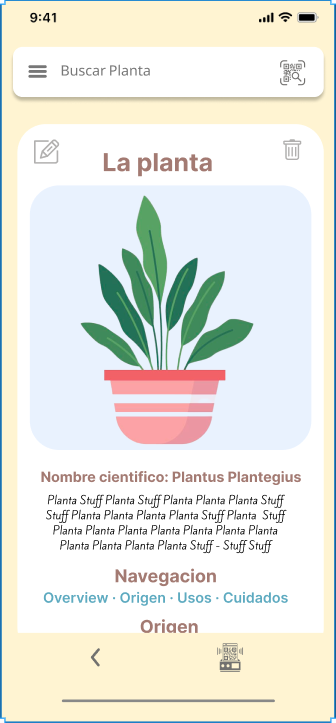 9:41
Buscar Planta
La planta
Nombre cientifico: Plantus Plantegius
Planta Stuff Planta Stuff Planta Planta Planta Stuff
Stuff Planta Planta Planta Planta Stuff Planta Stuff
Planta Planta Planta Planta Planta Planta Planta
Planta Planta Planta Planta Stuff - Stuff Stuff
Navegacion
Overview · Origen · Usos · Cuidados
Origen